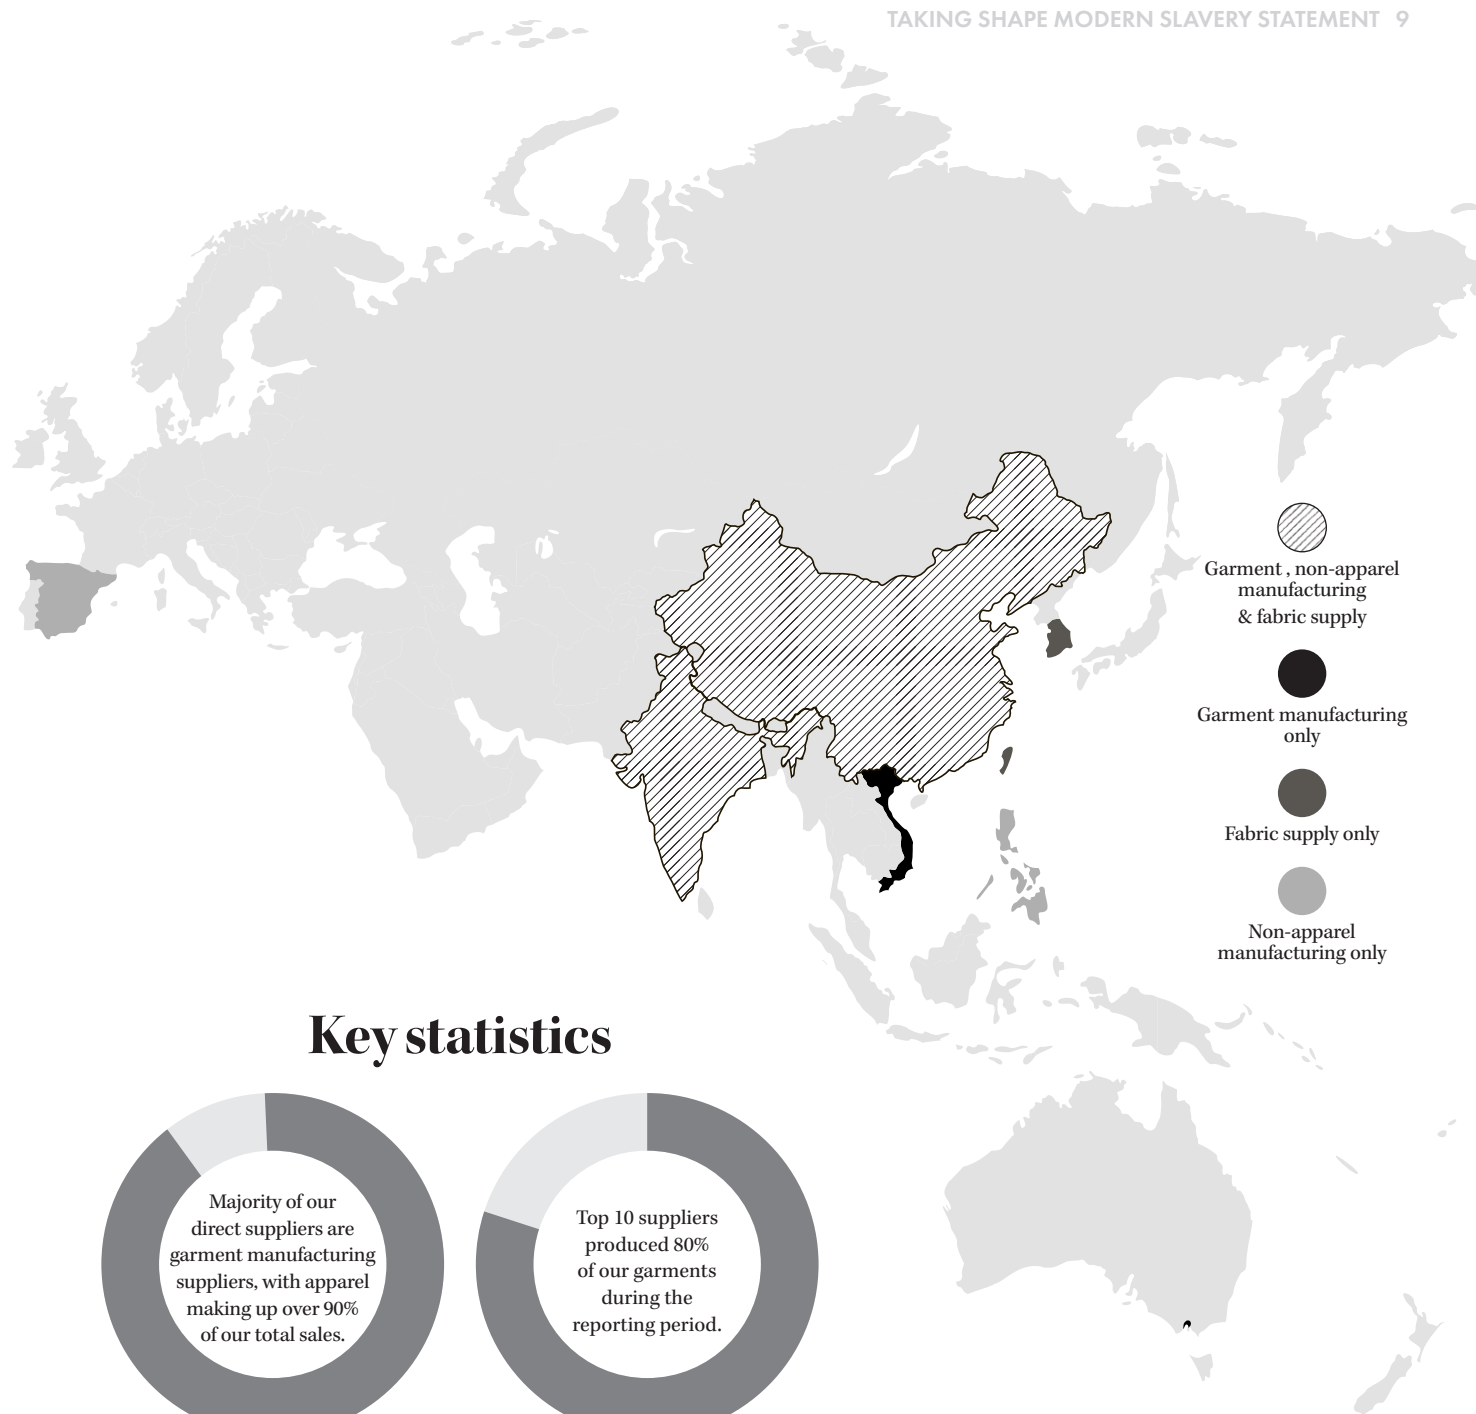 TAKING SHAPE MODERN SLAVERY STATEMENT 9
Garment , non-apparel
manufacturing
& fabric supply
Garment manufacturing
only
Fabric supply only
Non-apparel
manufacturing only
Key statistics
Majority of our
direct suppliers are
garment manufacturing
suppliers, with apparel
making up over 90%
of our total sales.
Top 10 suppliers
produced 80%
of our garments
during the
reporting period.